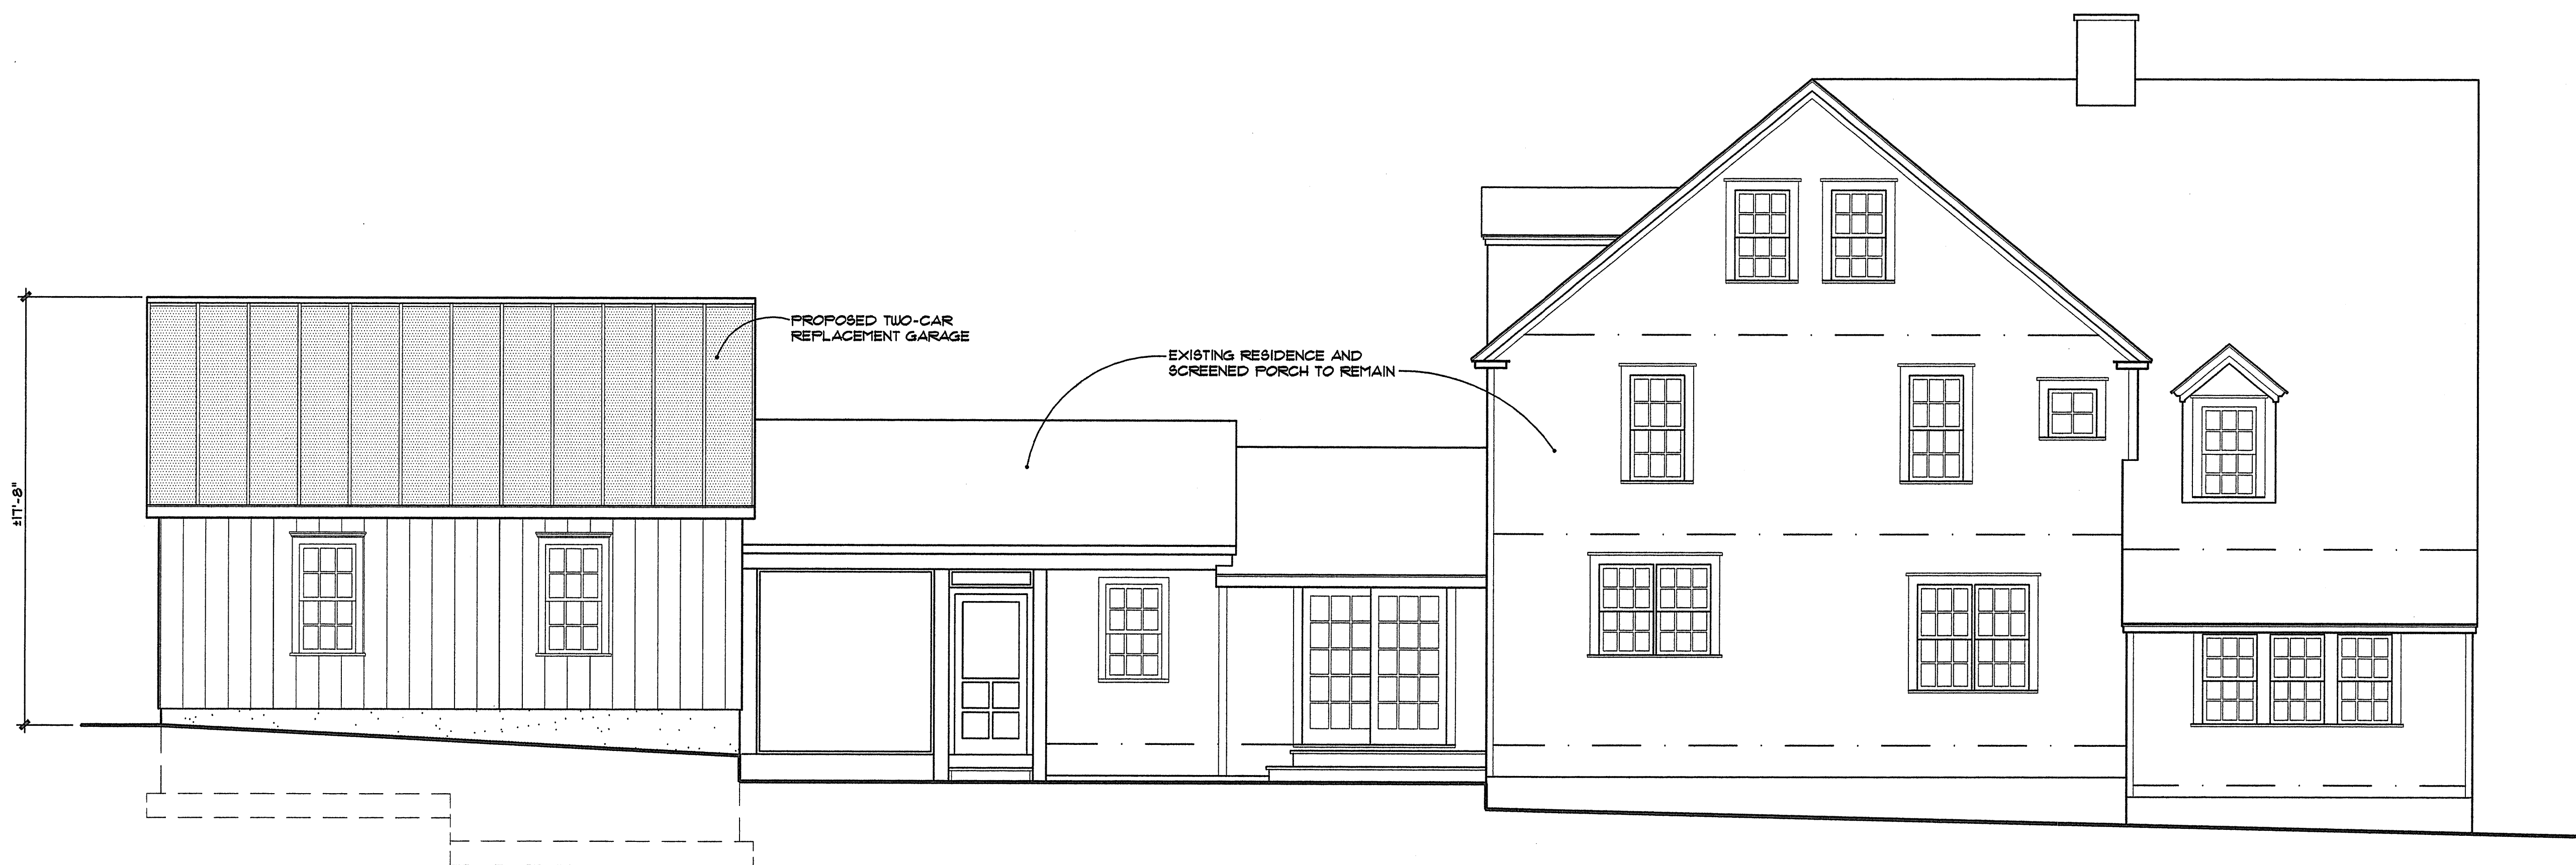 PROPOSED TWO-CAR
REPLACEMENT GARAGE
EXISTING RESIDENCE AND
SCREENED PORCH TO REMAIN
±17'-8"